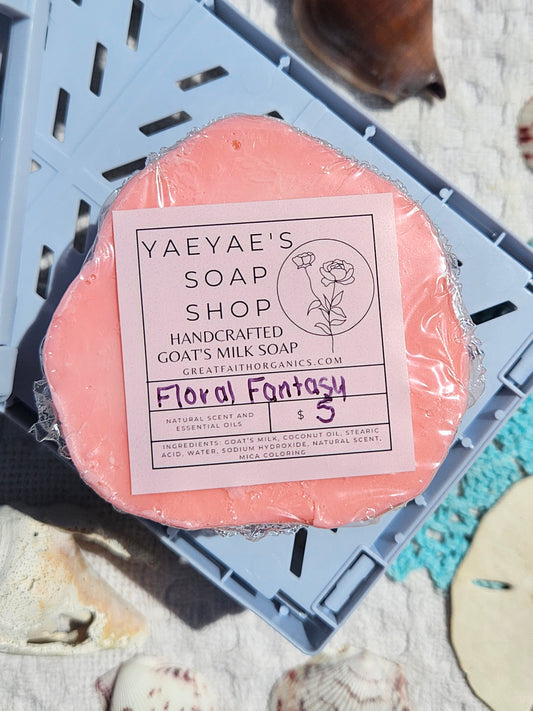 YAEYAE'S
SOAP
SHOP
HANDCRAFTED
GOAT'S MILK SOAP
GREATFAITHORGANICS.COM
Floral Fantasy
NATURAL SCENT AND
ESSENTIAL OILS
$ 5
INGREDIENTS: GOAT'S MILK, COCONUT OIL, STEARIC
ACID, WATER, SODIUM HYDROXIDE, NATURAL SCENT,
MICA COLORING